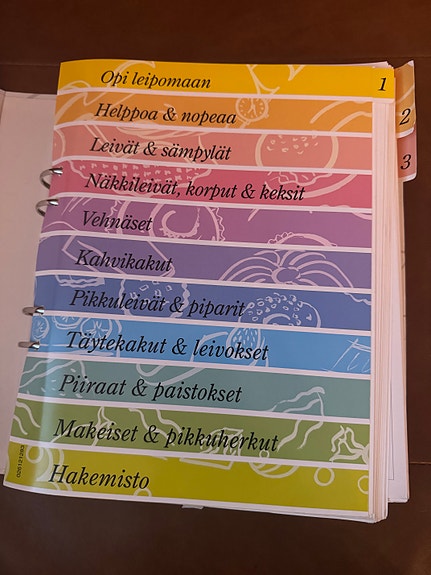 Opi leipomaan 1
Helppoa & nopeaa 2
Leivät & sämpylät 3
Näkkileivät, korput & keksit
Vehnäset
Kahvikakut
Pikkuleivät & piparit
Täytekakut & leivokset
Piiraat & paistokset
Makeiset & pikkuherkut
Hakemisto